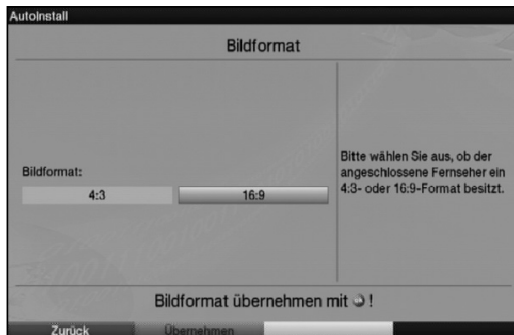 Autoinstall
Bildformat
Bitte wählen Sie aus, ob der
angeschlossene Fernseher ein
4:3- oder 16:9-Format besitzt.
Bildformat:
4:3 16:9
Bildformat übernehmen mit !
Zurück Übernehmen